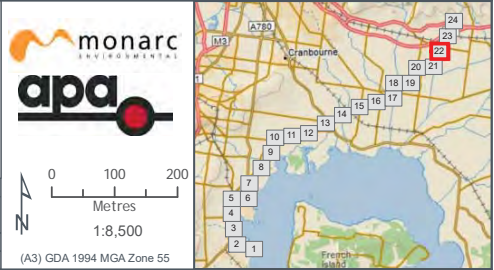 monarc
ENVIRONMENTAL
apa
0 100 200
Metres
1:8,500
N
(A3) GDA 1994 MGA Zone 55
A780
M3
Cranbourne
1
24
23
22
21
20
19
18
17
16
15
14
13
12
11
10
9
8
7
6
5
4
3
2
1
French
Island